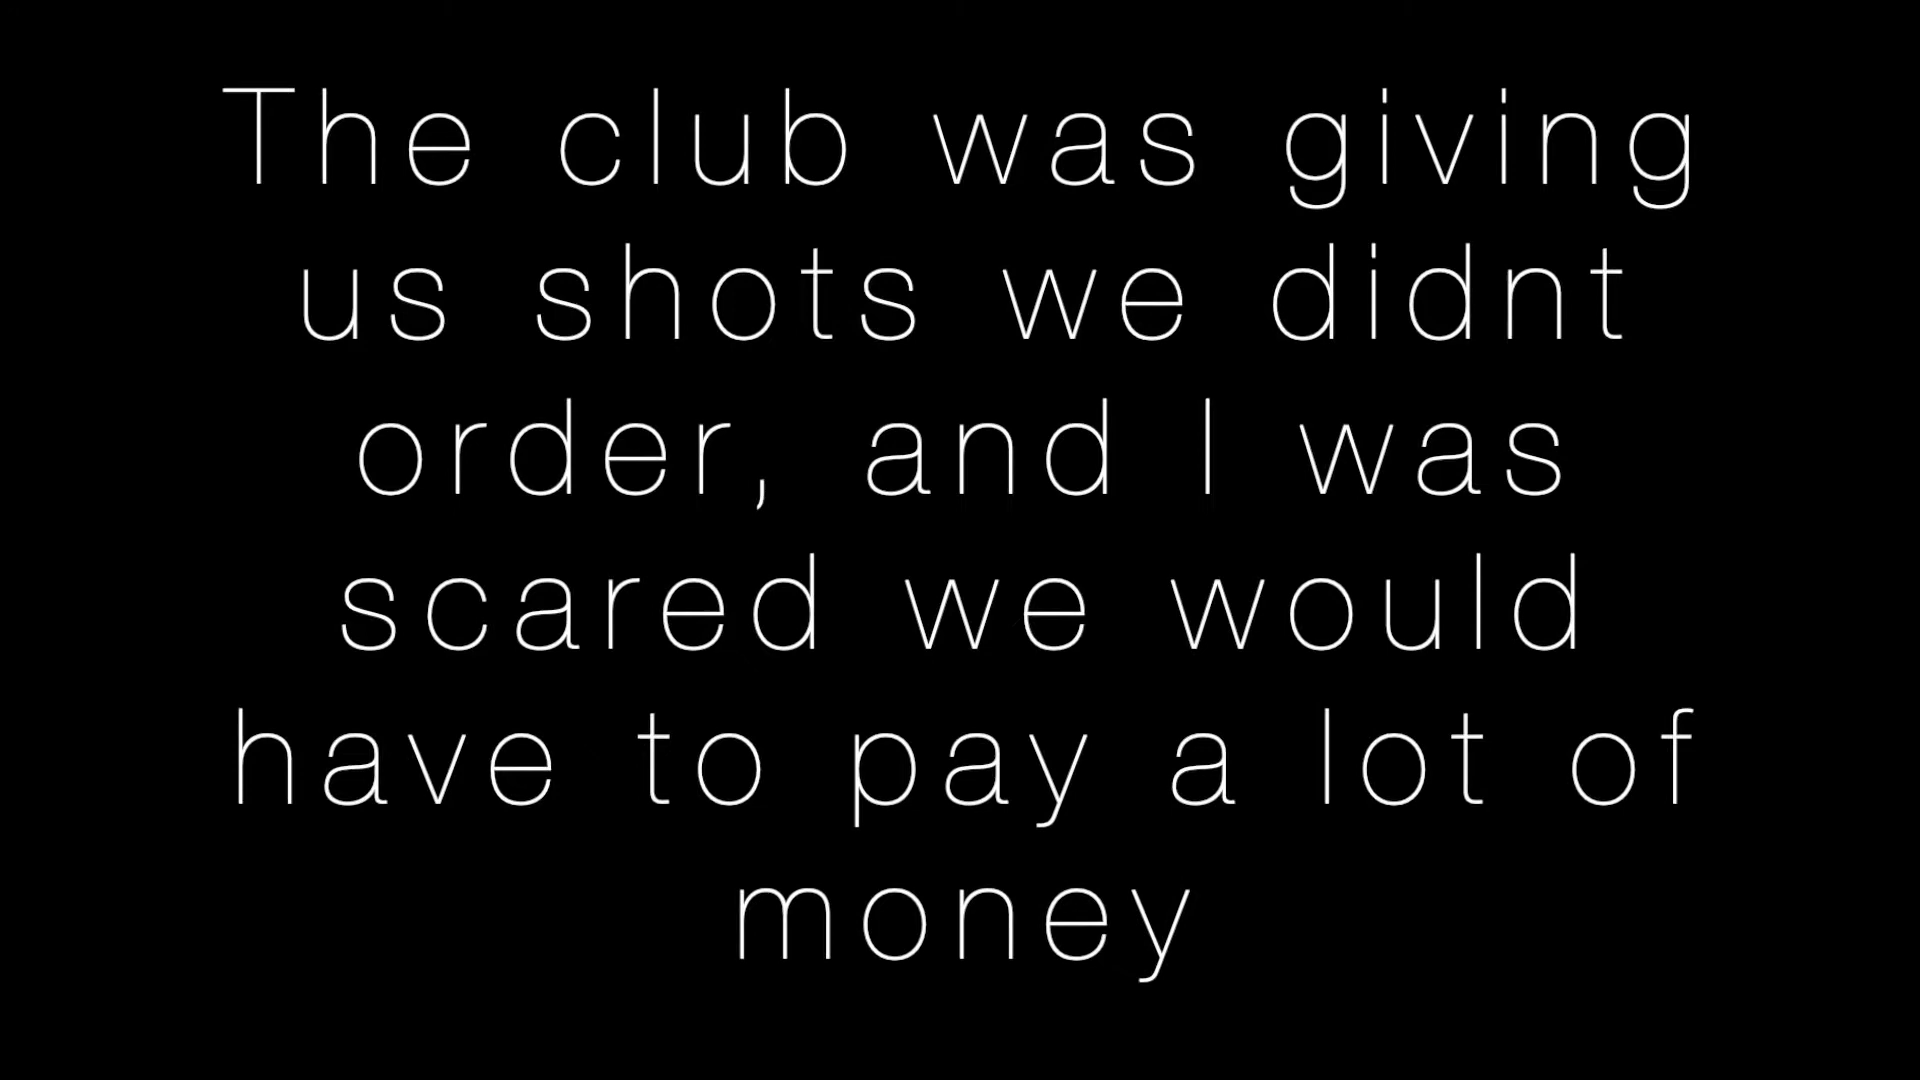 The club was giving
us shots we didnt
order, and I was
scared we would
have to pay a lot of
money